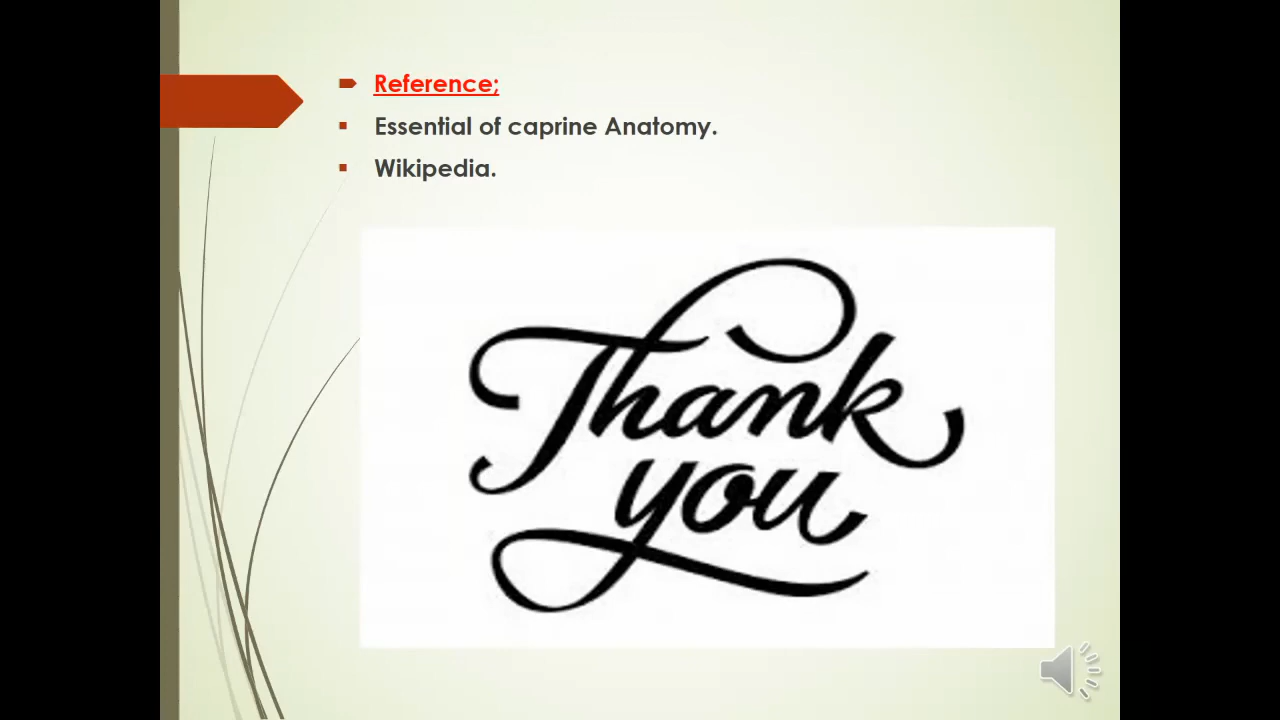 Reference;
Essential of caprine Anatomy.
Wikipedia.
Thank
you